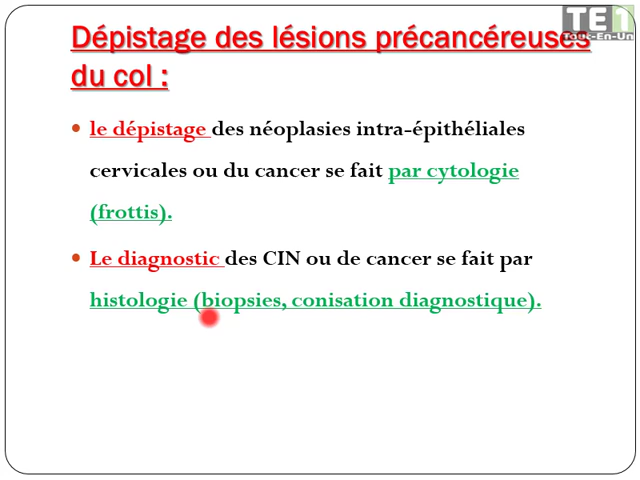 TE1
Tout-En-Un
Dépistage des lésions précancéreuses
du col :
• le dépistage des néoplasies intra-épithéliales
cervicales ou du cancer se fait par cytologie
(frottis).
• Le diagnostic des CIN ou de cancer se fait par
histologie (biopsies, conisation diagnostique).